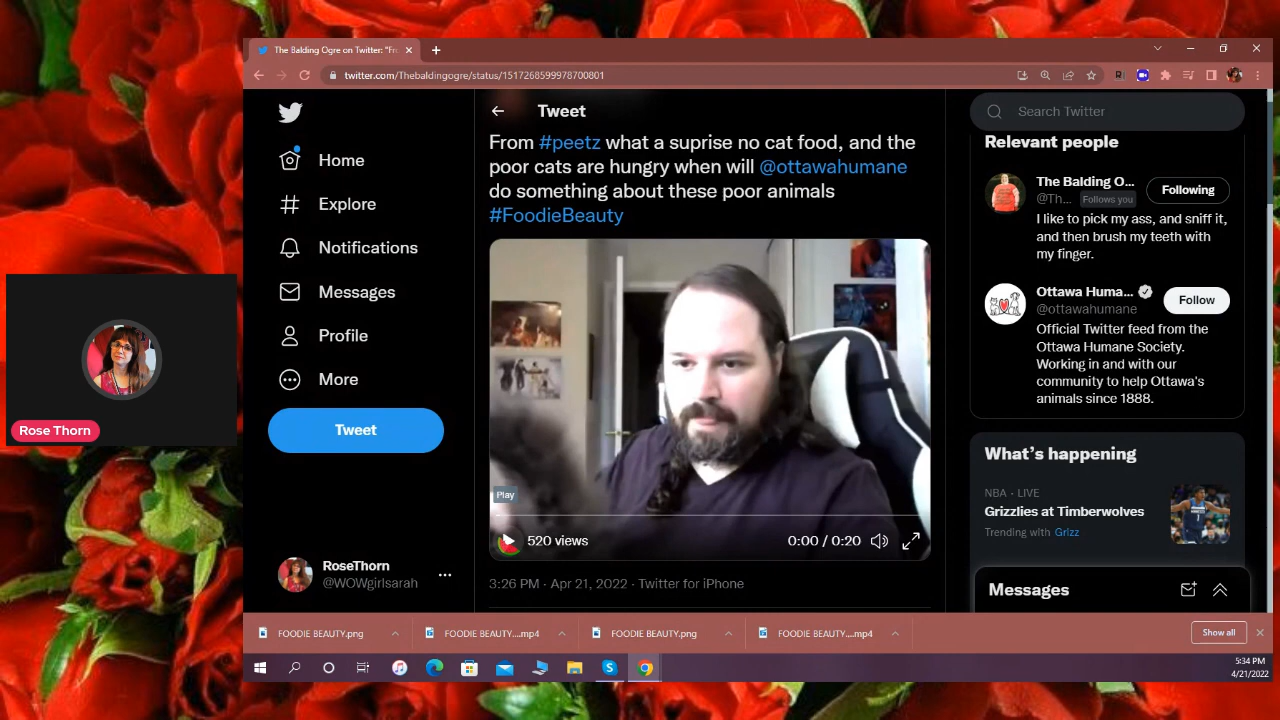 The Balding Ogre on Twitter: "Fr
twitter.com/Thebaldingogre/status/1517268599978700801
Home
Explore
Notifications
Messages
Profile
More
Tweet
RoseThorn
@WOWgirlsarah
Tweet
From #peetz what a suprise no cat food, and the
poor cats are hungry when will @ottawahumane
do something about these poor animals
#FoodieBeauty
Play
520 views
0:00 / 0:20
3:26 PM · Apr 21, 2022 · Twitter for iPhone
Search Twitter
Relevant people
The Balding O...
Following
@Th...
Follows you
I like to pick my ass, and sniff it,
and then brush my teeth with
my finger.
Ottawa Huma...
Follow
@ottawahumane
Official Twitter feed from the
Ottawa Humane Society.
Working in and with our
community to help Ottawa's
animals since 1888.
What's happening
NBA · LIVE
Grizzlies at Timberwolves
Trending with Grizz
Messages
Rose Thorn
FOODIE BEAUTY.png
FOODIE BEAUTY....mp4
FOODIE BEAUTY.png
FOODIE BEAUTY....mp4
Show all
5:34 PM
4/21/2022